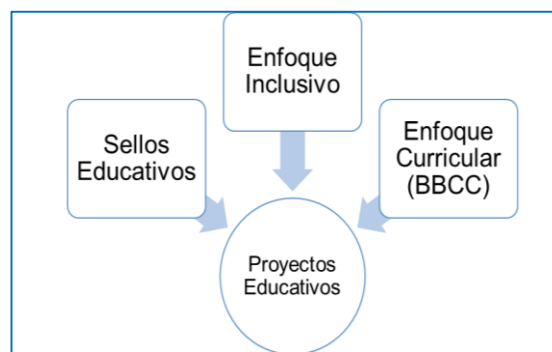 Enfoque
Inclusivo
Sellos
Educativos
Enfoque
Curricular
(BBCC)
Proyectos
Educativos